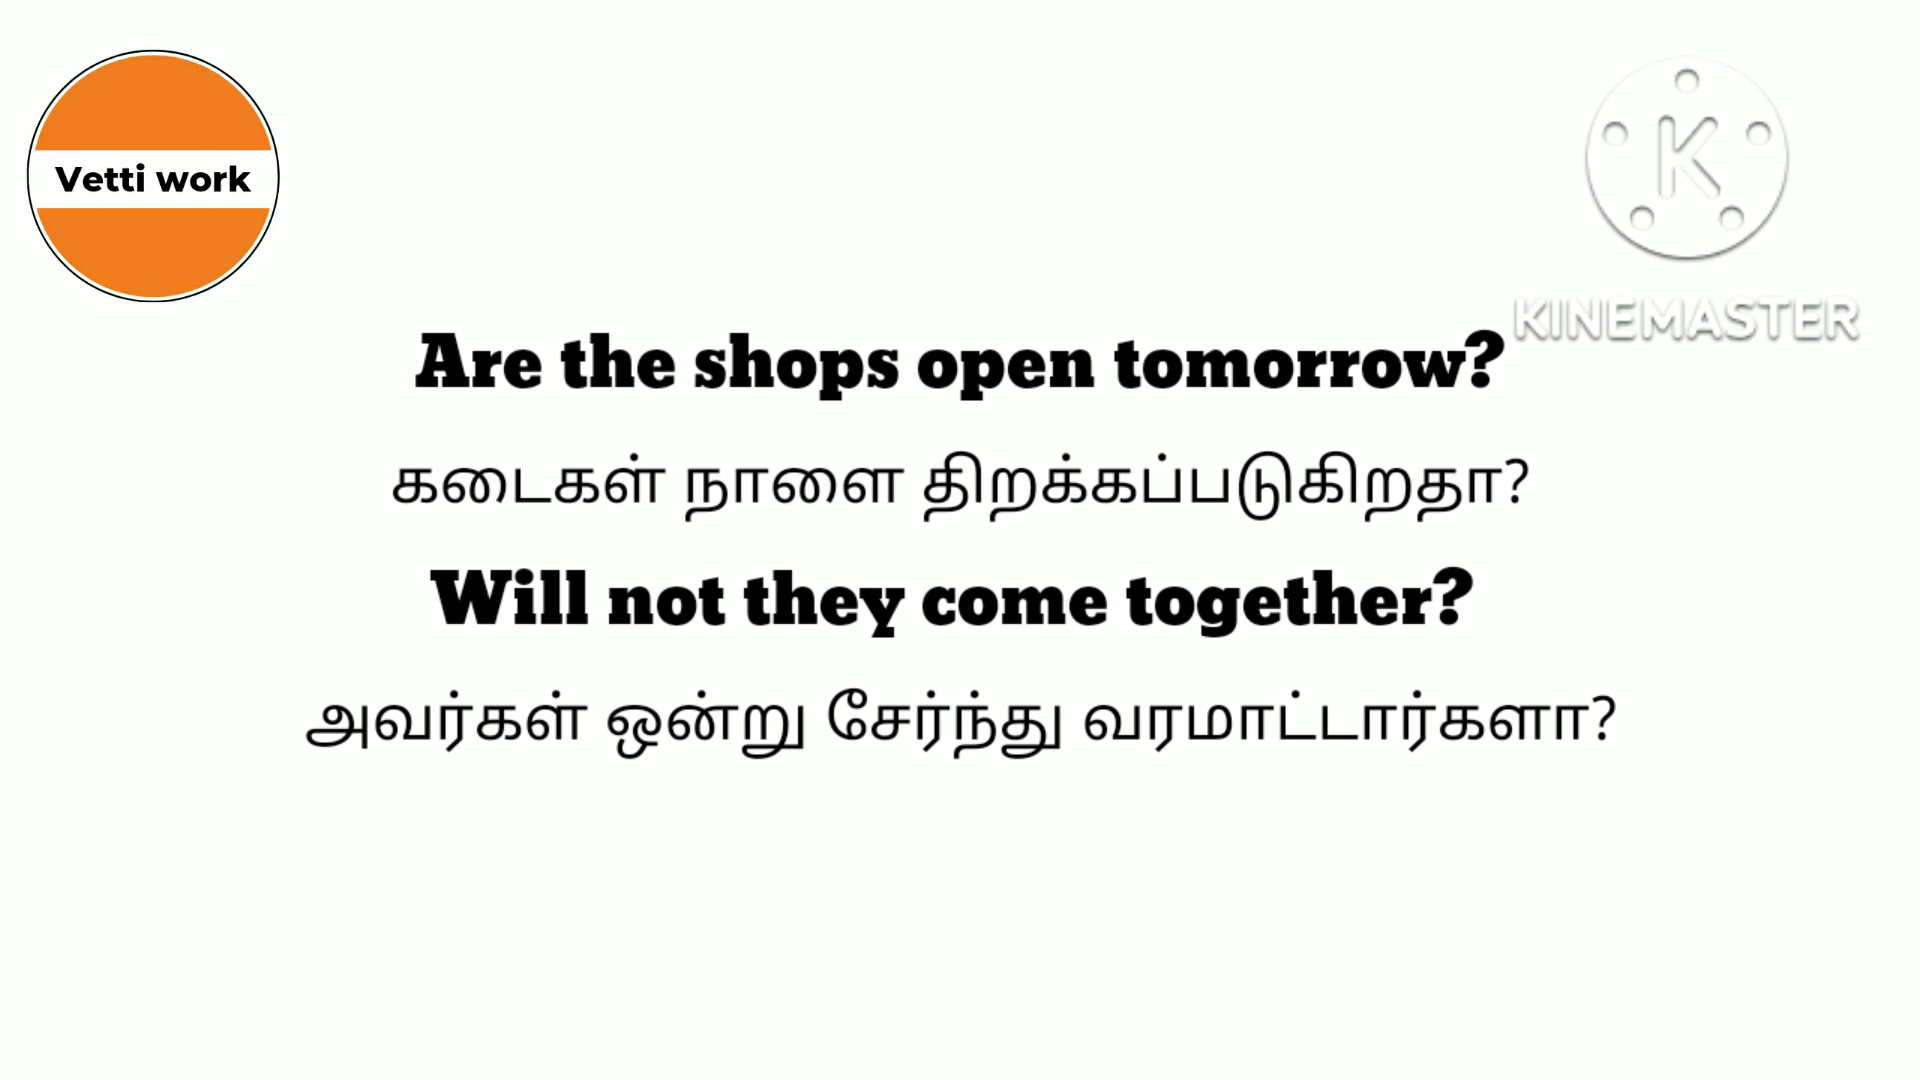 Vetti work
KINEMASTER
Are the shops open tomorrow?
கடைகள் நாளை திறக்கப்படுகிறதா?
Will not they come together?
அவர்கள் ஒன்று சேர்ந்து வரமாட்டார்களா?